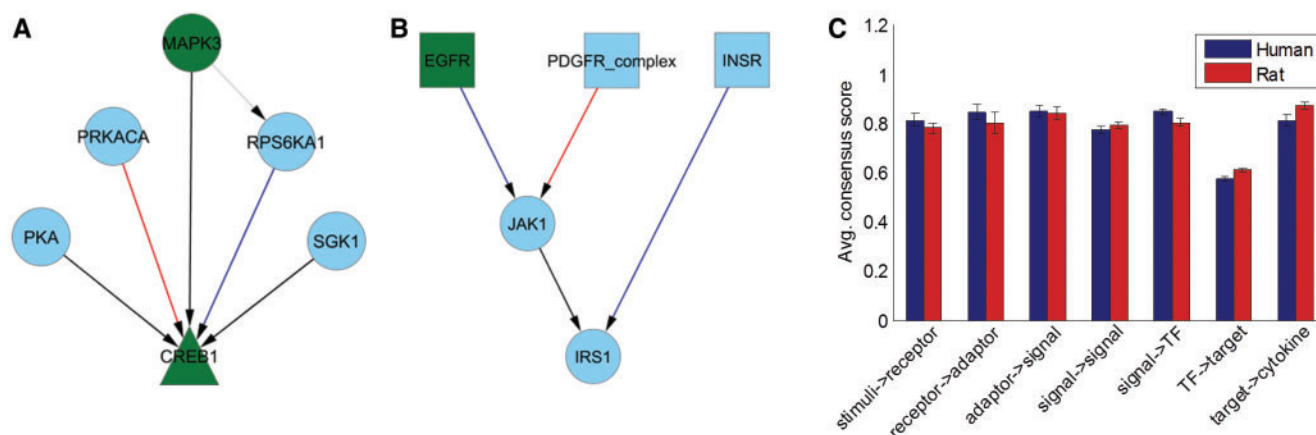 A
MAPK3
PRKACA
RPS6KA1
PKA
SGK1
CREB1
B
EGFR
PDGFR_complex
INSR
JAK1
IRS1
C
Human
Rat
Avg. consensus score
1.2
1
0.8
0.6
0.4
0.2
0
stimuli->receptor
receptor->adaptor
adaptor->signal
signal->signal
signal->TF
TF->target
target->cytokine